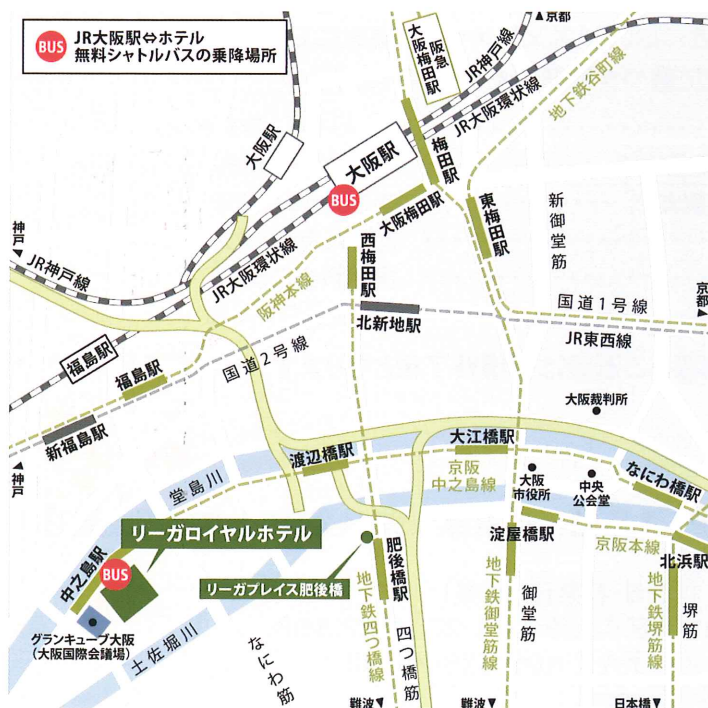 BUS
JR大阪駅⇔ホテル
無料シャトルバスの乗降場所
阪急
大阪梅田駅
▲京都
JR神戸線
JR大阪環状線
地下鉄谷町線
大阪駅
大阪駅
BUS
梅田駅
大阪梅田駅
東梅田駅
新御堂筋
神戸▼
JR神戸線
JR大阪環状線
阪神本線
西梅田駅
北新地駅
国道1号線
京都▶
JR東西線
福島駅
福島駅
国道2号線
新福島駅
◀神戸
大阪裁判所
渡辺橋駅
大江橋駅
京阪
中之島線
大阪
市役所
中央
公会堂
なにわ橋駅
堂島川
リーガロイヤルホテル
中之島駅
BUS
リーガプレイス肥後橋
肥後橋駅
淀屋橋駅
京阪本線
北浜駅
グランキューブ大阪
(大阪国際会議場)
土佐堀川
なにわ筋
地下鉄四つ橋線
四つ橋筋
地下鉄御堂筋線
御堂筋
地下鉄堺筋線
堺筋
難波▼
難波▼
日本橋▼